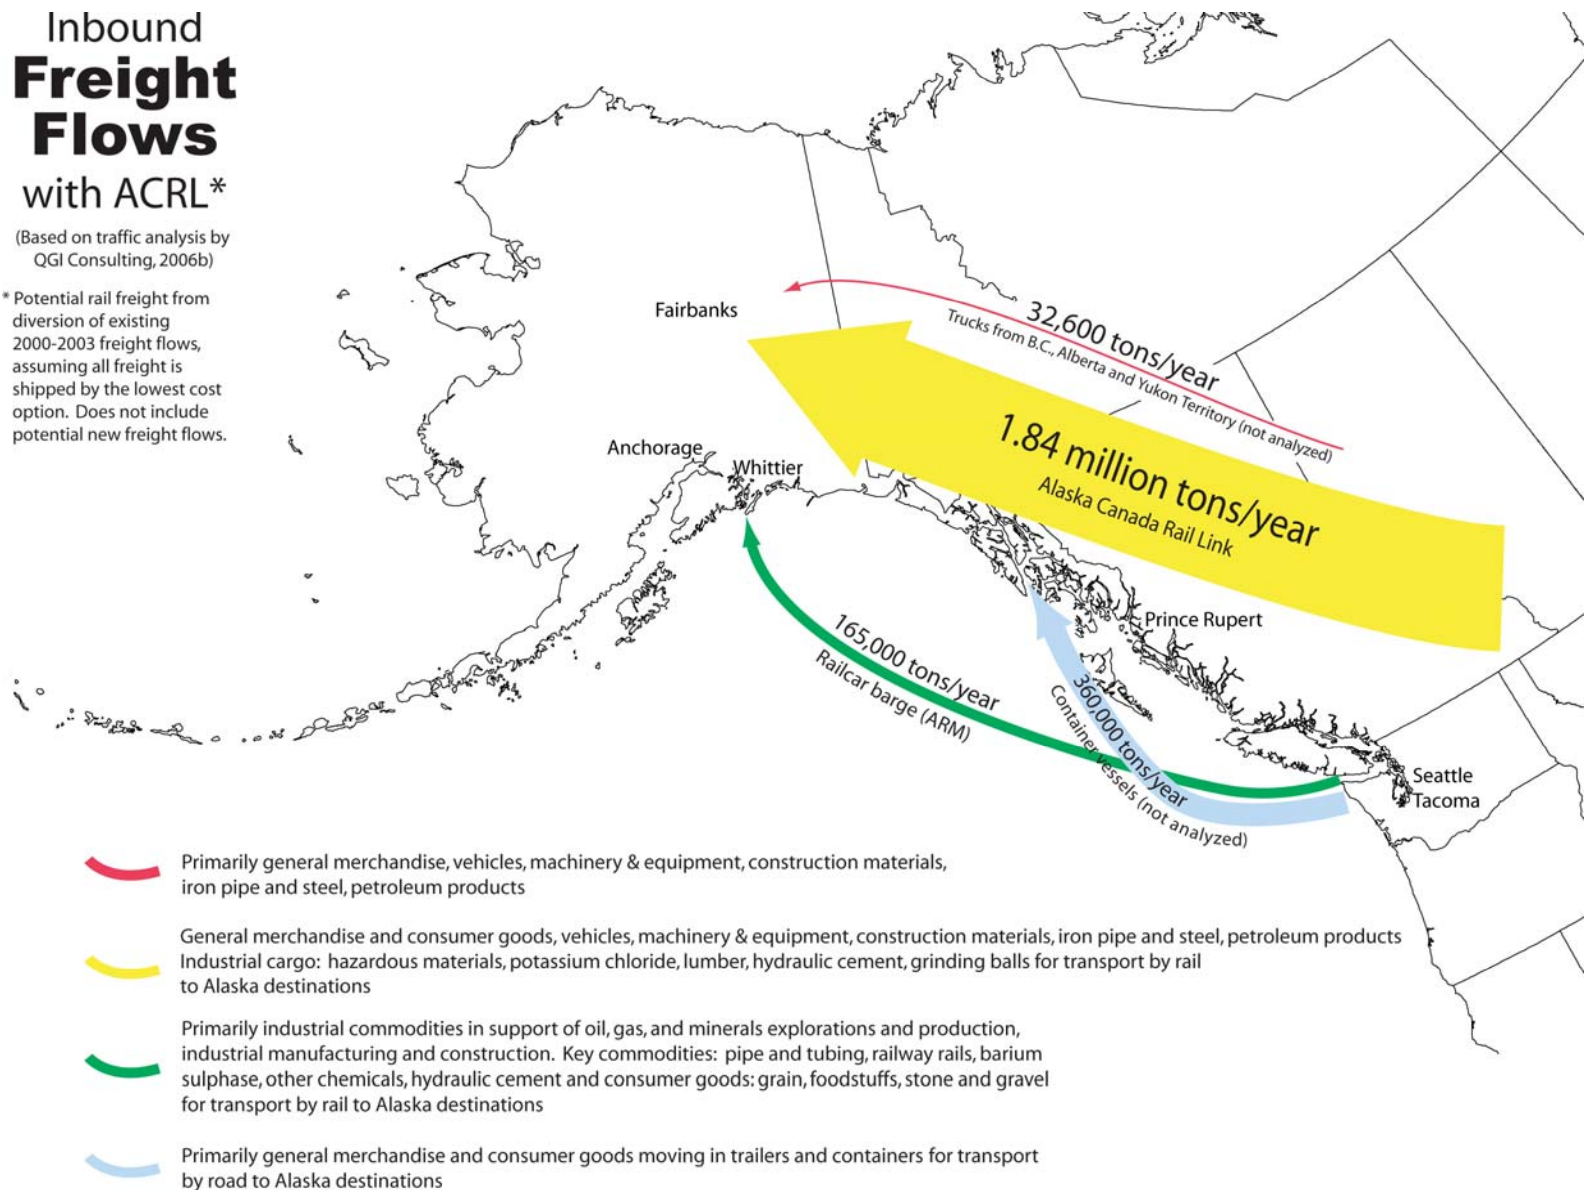 Inbound
Freight
Flows
with ACRL*
(Based on traffic analysis by
QGI Consulting, 2006b)
* Potential rail freight from
diversion of existing
2000-2003 freight flows,
assuming all freight is
shipped by the lowest cost
option. Does not include
potential new freight flows.
Fairbanks
Anchorage
Whittier
32,600 tons/year
Trucks from B.C., Alberta and Yukon Territory (not analyzed)
1.84 million tons/year
Alaska Canada Rail Link
165,000 tons/year
Railcar barge (ARM)
360,000 tons/year
Container vessels (not analyzed)
Prince Rupert
Seattle
Tacoma
Primarily general merchandise, vehicles, machinery & equipment, construction materials,
iron pipe and steel, petroleum products
General merchandise and consumer goods, vehicles, machinery & equipment, construction materials, iron pipe and steel, petroleum products
Industrial cargo: hazardous materials, potassium chloride, lumber, hydraulic cement, grinding balls for transport by rail
to Alaska destinations
Primarily industrial commodities in support of oil, gas, and minerals explorations and production,
industrial manufacturing and construction. Key commodities: pipe and tubing, railway rails, barium
sulphase, other chemicals, hydraulic cement and consumer goods: grain, foodstuffs, stone and gravel
for transport by rail to Alaska destinations
Primarily general merchandise and consumer goods moving in trailers and containers for transport
by road to Alaska destinations